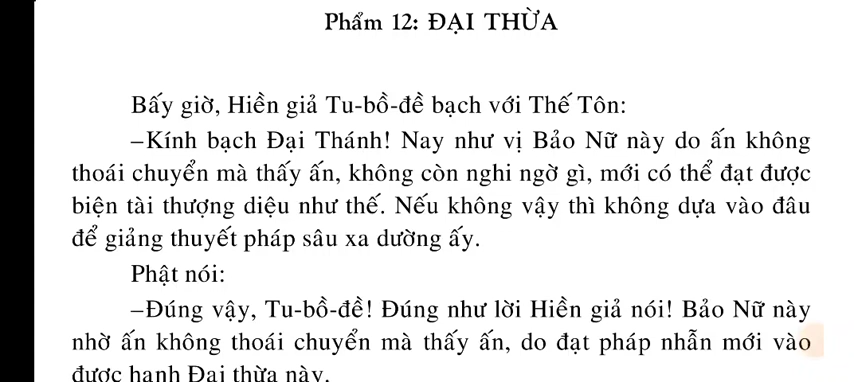 Phẩm 12: ĐẠI THỪA
Bấy giờ, Hiền giả Tu-bồ-đề bạch với Thế Tôn:
–Kính bạch Đại Thánh! Nay như vị Bảo Nữ này do ấn không
thoái chuyển mà thấy ấn, không còn nghi ngờ gì, mới có thể đạt được
biện tài thượng diệu như thế. Nếu không vậy thì không dựa vào đâu
để giảng thuyết pháp sâu xa dường ấy.
Phật nói:
–Đúng vậy, Tu-bồ-đề! Đúng như lời Hiền giả nói! Bảo Nữ này
nhờ ấn không thoái chuyển mà thấy ấn, do đạt pháp nhẫn mới vào
được hạnh Đại thừa này.